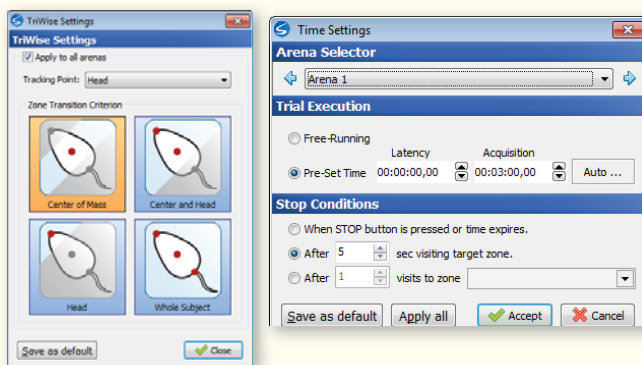 TriWise Settings
TriWise Settings
Apply to all arenas
Tracking Point: Head
Zone Transition Criterion
Center of Mass
Center and Head
Head
Whole Subject
Save as default
Close
Time Settings
Arena Selector
Arena 1
Trial Execution
Free-Running
Latency Acquisition
Pre-Set Time 00:00:00,00 00:03:00,00 Auto ...
Stop Conditions
When STOP button is pressed or time expires.
After 5 sec visiting target zone.
After 1 visits to zone
Save as default Apply all Accept Cancel